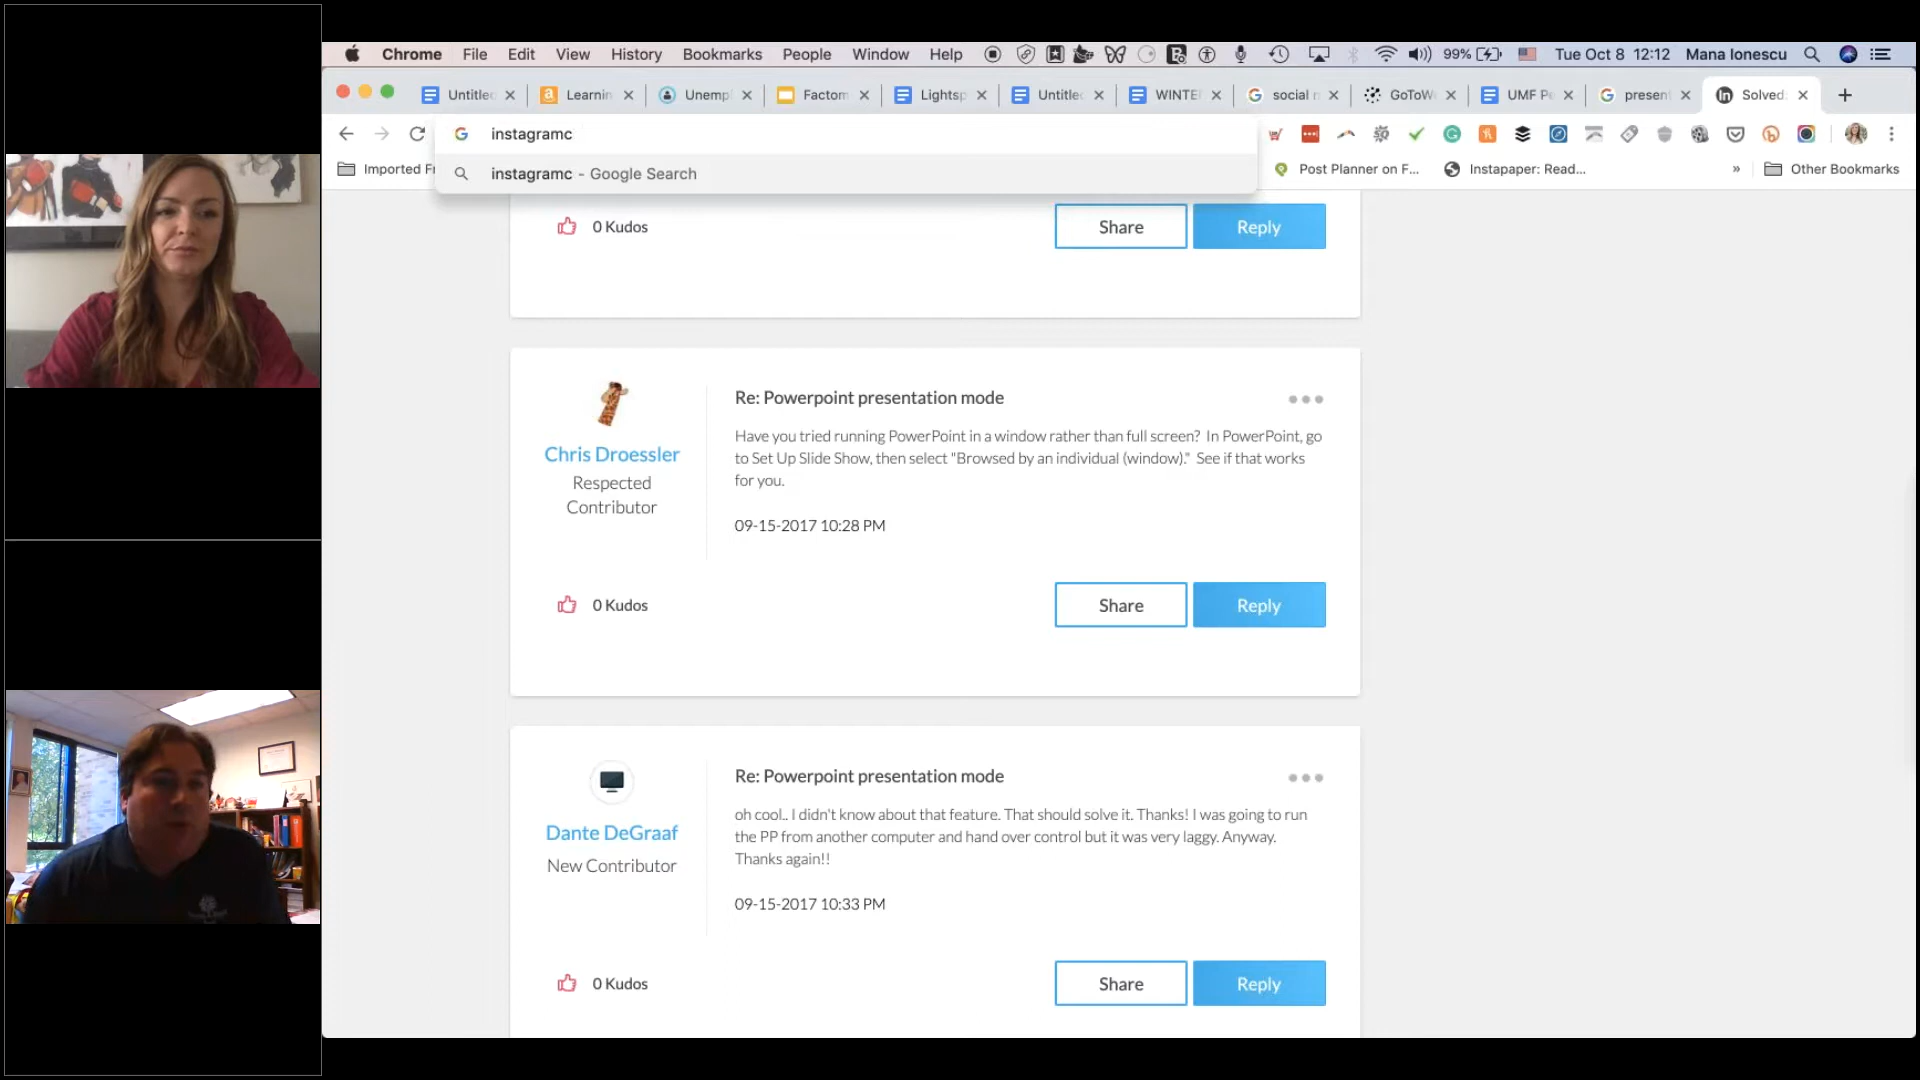 Chrome File Edit View History Bookmarks People Window Help 99% Tue Oct 8 12:12 Mana Ionescu
Untitled Learnin Unemp Factom Lightsp Untitled WINTE social GoToW UMF Pe presen Solved:
instagramc
Imported Fr
instagramc - Google Search
Post Planner on F... Instapaper: Read... » Other Bookmarks
0 Kudos Share Reply
Re: Powerpoint presentation mode
Have you tried running PowerPoint in a window rather than full screen? In PowerPoint, go
to Set Up Slide Show, then select "Browsed by an individual (window)." See if that works
for you.
Chris Droessler
Respected
Contributor
09-15-2017 10:28 PM
0 Kudos Share Reply
Re: Powerpoint presentation mode
oh cool.. I didn't know about that feature. That should solve it. Thanks! I was going to run
the PP from another computer and hand over control but it was very laggy. Anyway.
Thanks again!!
Dante DeGraaf
New Contributor
09-15-2017 10:33 PM
0 Kudos Share Reply